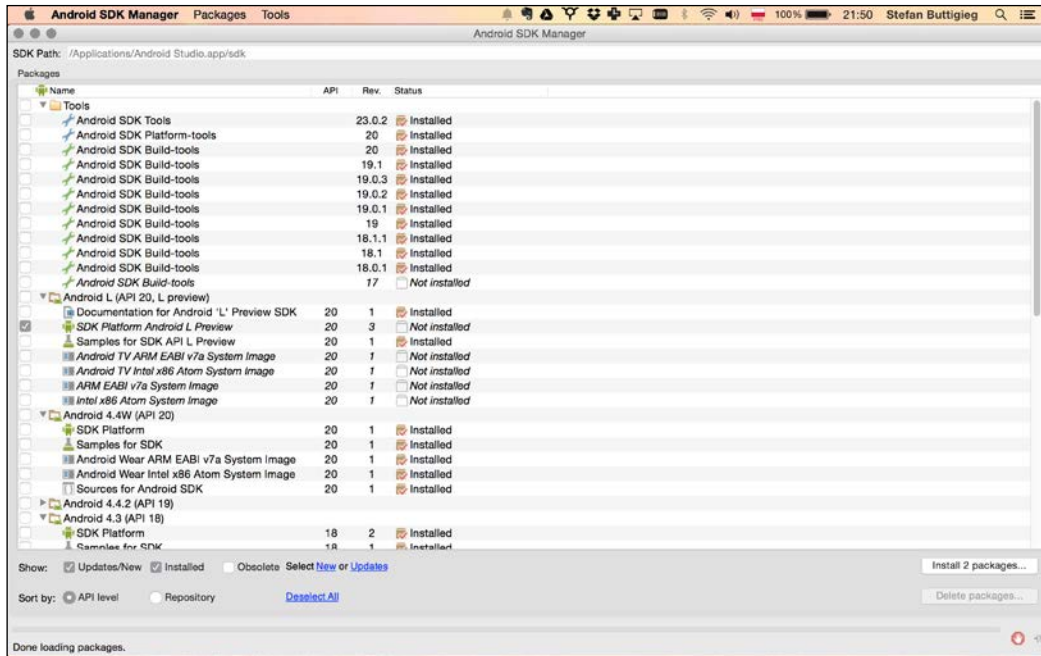 Android SDK Manager Packages Tools 100% 21:50 Stefan Buttigieg
Android SDK Manager
SDK Path: /Applications/Android Studio.app/sdk
Packages
Name API Rev. Status
Tools
Android SDK Tools 23.0.2 Installed
Android SDK Platform-tools 20 Installed
Android SDK Build-tools 20 Installed
Android SDK Build-tools 19.1 Installed
Android SDK Build-tools 19.0.3 Installed
Android SDK Build-tools 19.0.2 Installed
Android SDK Build-tools 19.0.1 Installed
Android SDK Build-tools 19 Installed
Android SDK Build-tools 18.1.1 Installed
Android SDK Build-tools 18.1 Installed
Android SDK Build-tools 18.0.1 Installed
Android SDK Build-tools 17 Not installed
Android L (API 20, L preview)
Documentation for Android 'L' Preview SDK 20 1 Installed
SDK Platform Android L Preview 20 3 Not installed
Samples for SDK API L Preview 20 1 Installed
Android TV ARM EABI v7a System Image 20 1 Not installed
Android TV Intel x86 Atom System Image 20 1 Not installed
ARM EABI v7a System Image 20 1 Not installed
Intel x86 Atom System Image 20 1 Not installed
Android 4.4W (API 20)
SDK Platform 20 1 Installed
Samples for SDK 20 1 Installed
Android Wear ARM EABI v7a System Image 20 1 Installed
Android Wear Intel x86 Atom System Image 20 1 Installed
Sources for Android SDK 20 1 Installed
Android 4.4.2 (API 19)
Android 4.3 (API 18)
SDK Platform 18 2 Installed
Samples for SDK 18 1 Installed
Show: Updates/New Installed Obsolete Select New or Updates Install 2 packages...
Sort by: API level Repository Deselect All Delete packages...
Done loading packages.